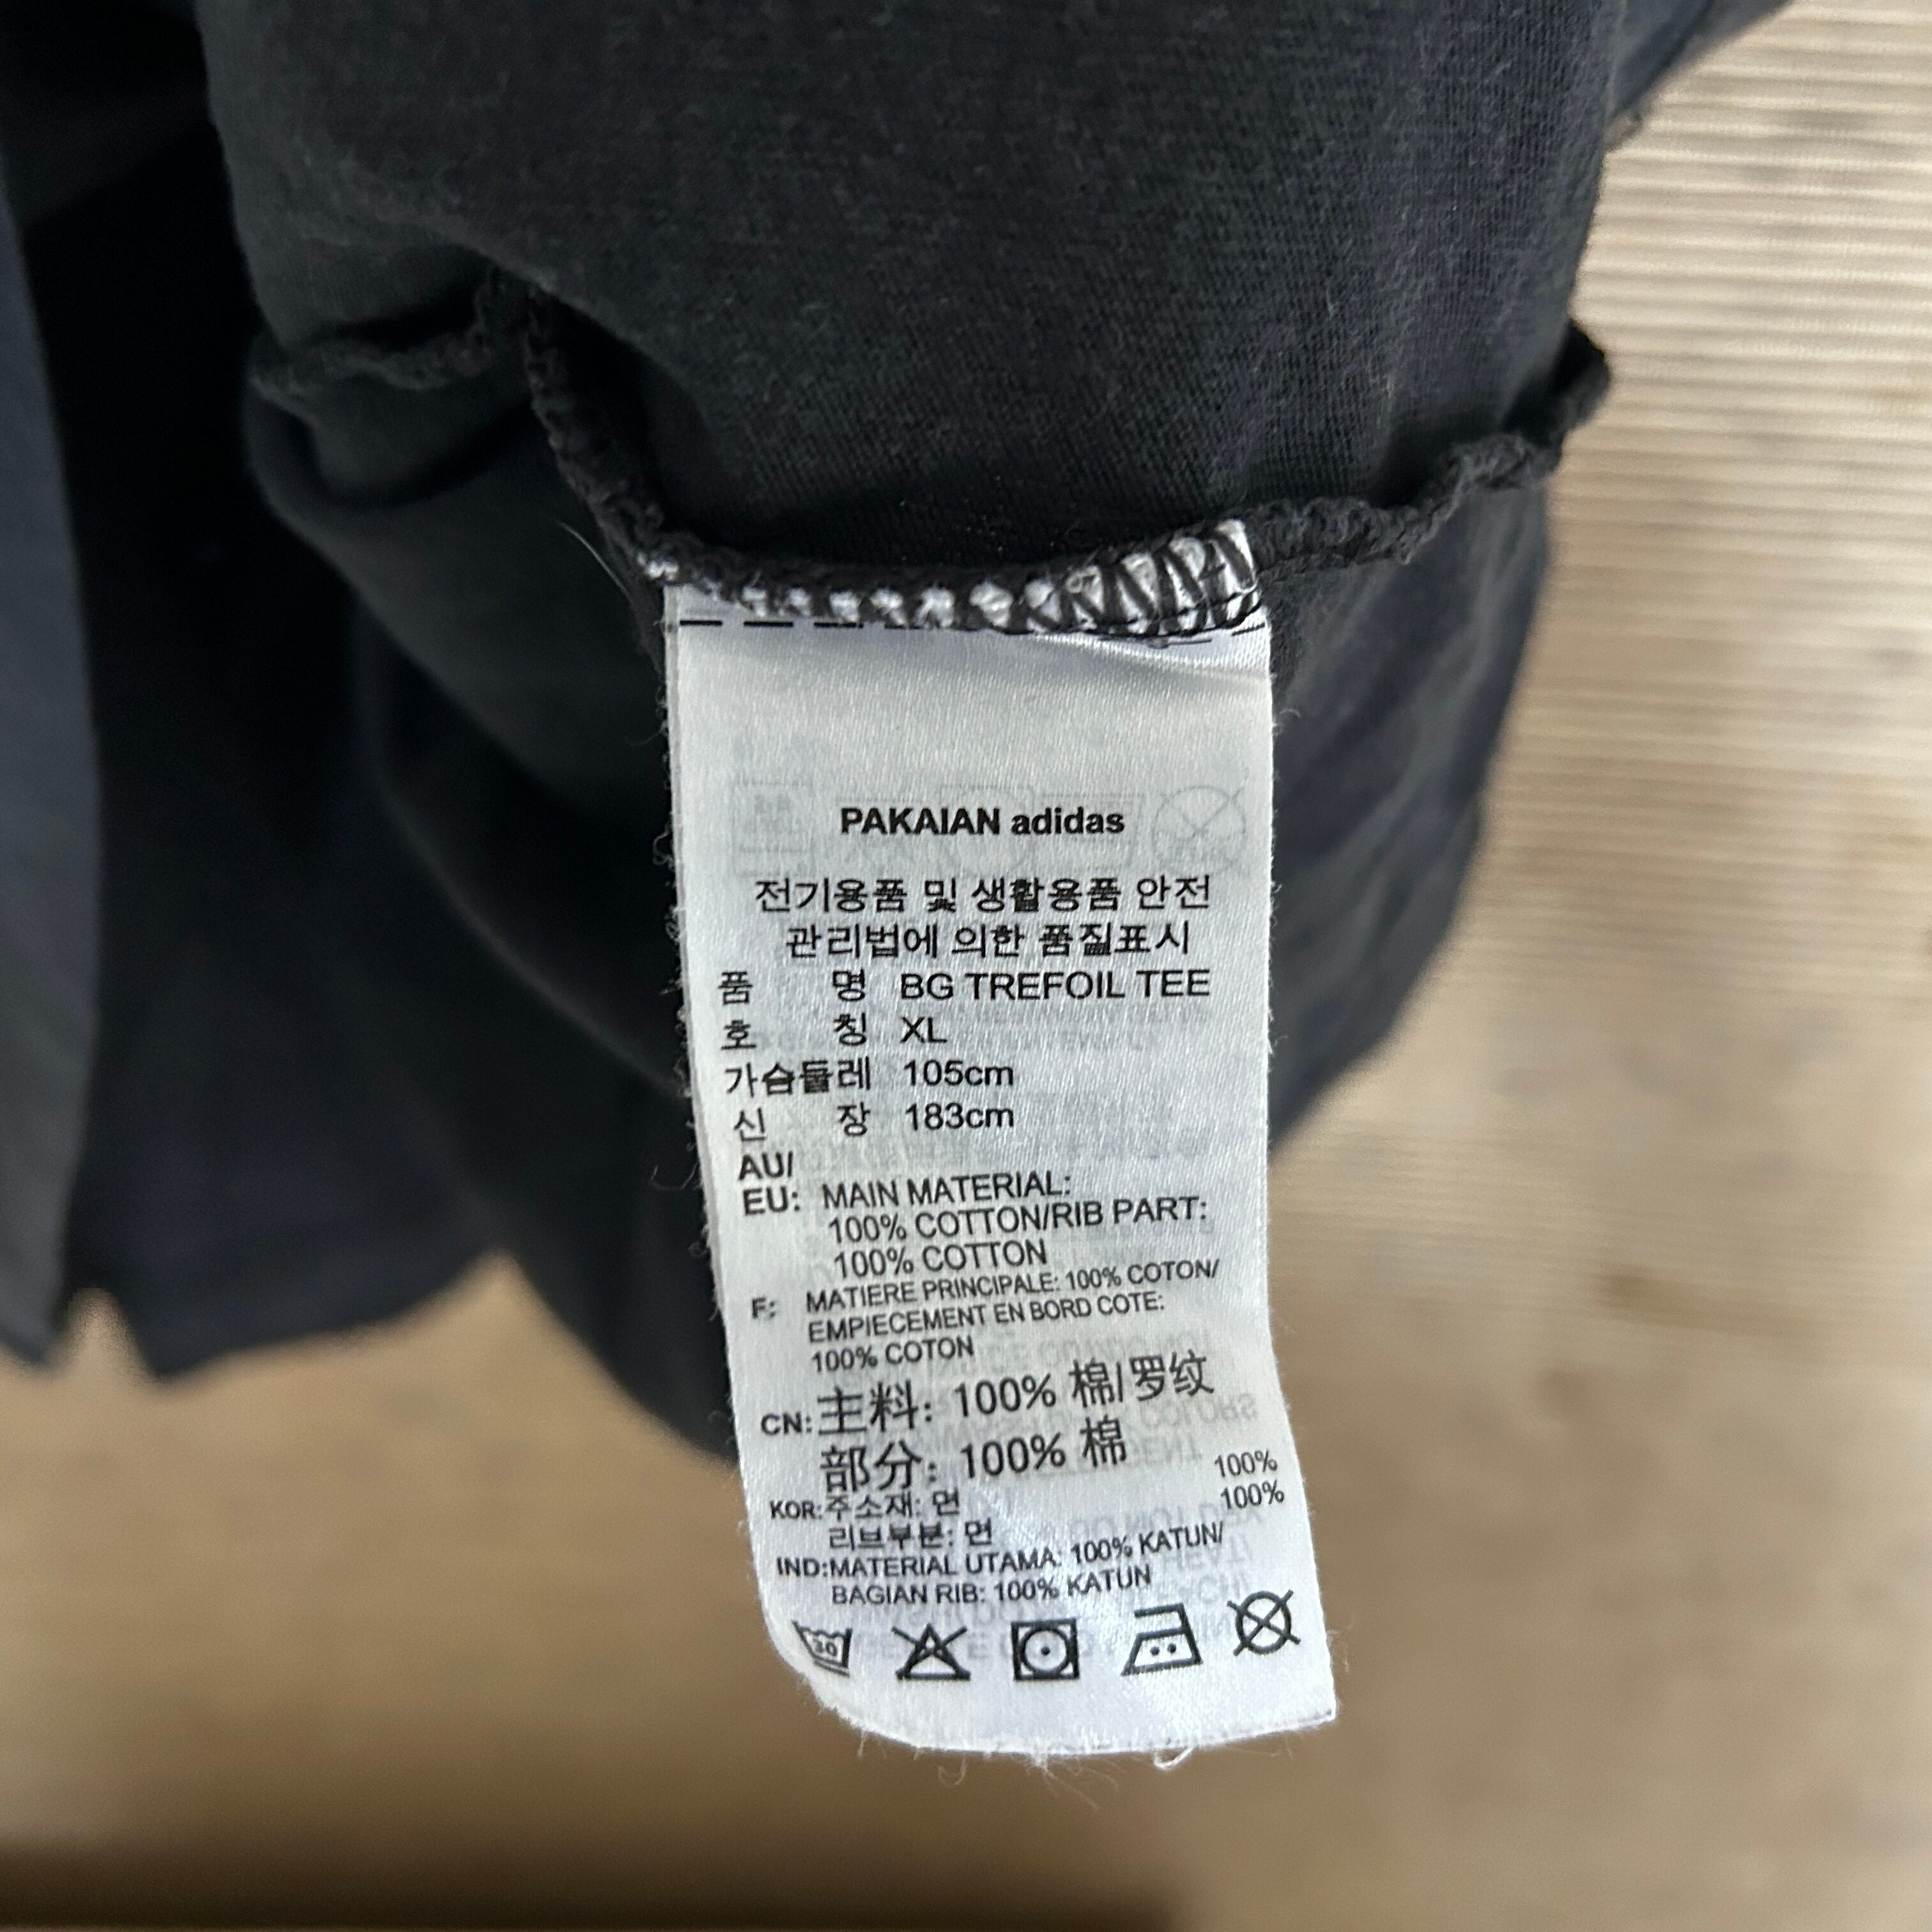 PAKAIAN adidas
전기용품 및 생활용품 안전
관리법에 의한 품질표시
품 명 BG TREFOIL TEE
호 칭 XL
가슴둘레 105cm
신 장 183cm
AU/
EU: MAIN MATERIAL:
100% COTTON/RIB PART:
100% COTTON
F: MATIERE PRINCIPALE: 100% COTON/
EMPIECEMENT EN BORD COTE:
100% COTON
CN: 主料: 100% 棉/罗纹
部分: 100% 棉
KOR: 주소재: 면 100%
리브부분: 면 100%
IND: MATERIAL UTAMA: 100% KATUN/
BAGIAN RIB: 100% KATUN
30